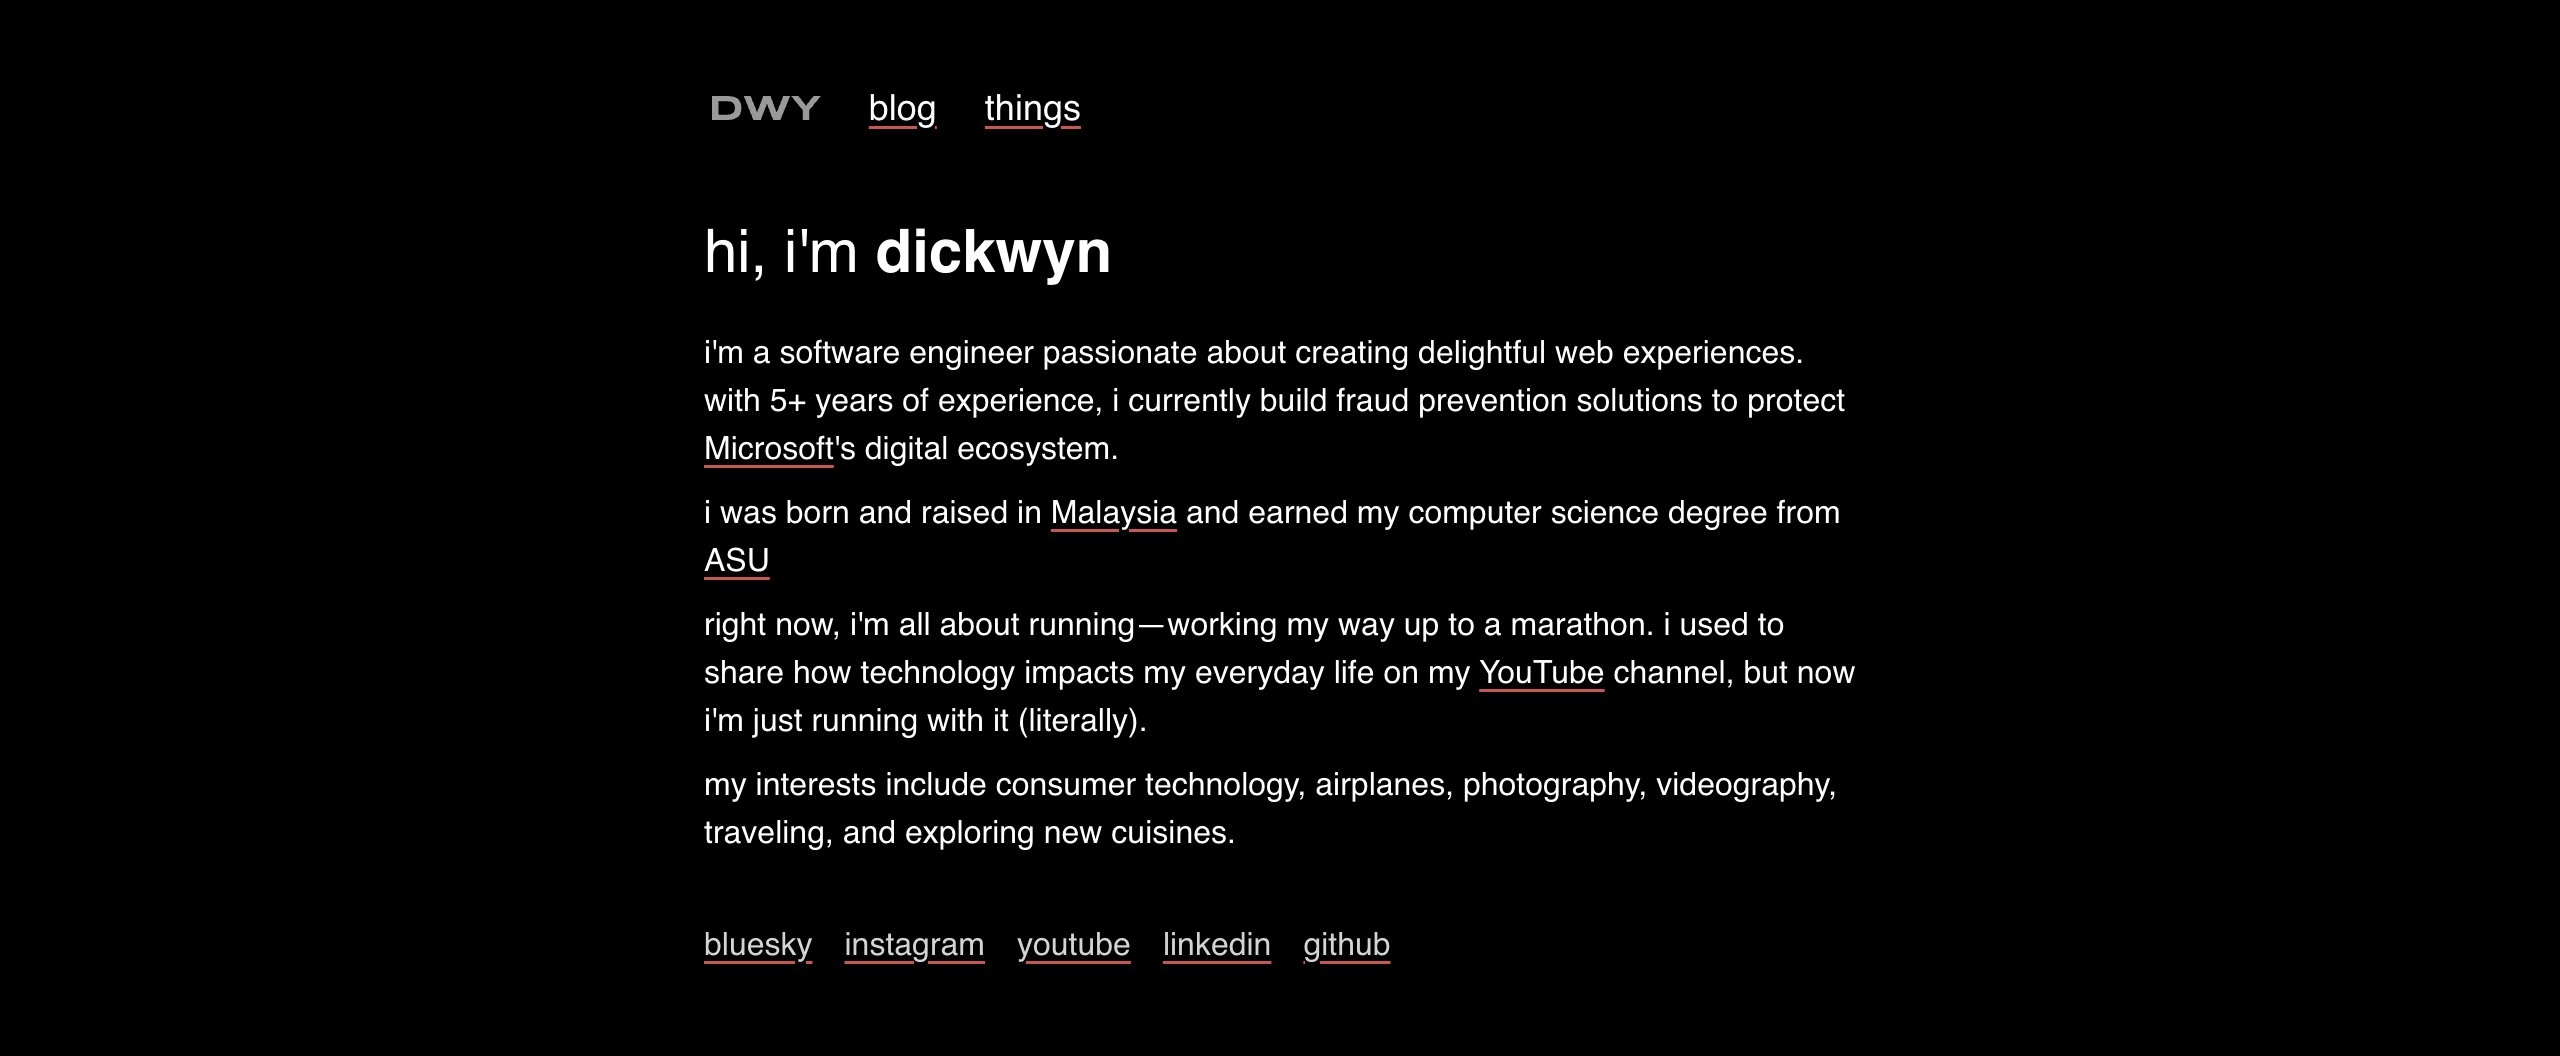 DWY blog things
hi, i'm dickwyn
i'm a software engineer passionate about creating delightful web experiences.
with 5+ years of experience, i currently build fraud prevention solutions to protect
Microsoft's digital ecosystem.
i was born and raised in Malaysia and earned my computer science degree from
ASU
right now, i'm all about running—working my way up to a marathon. i used to
share how technology impacts my everyday life on my YouTube channel, but now
i'm just running with it (literally).
my interests include consumer technology, airplanes, photography, videography,
traveling, and exploring new cuisines.
bluesky instagram youtube linkedin github